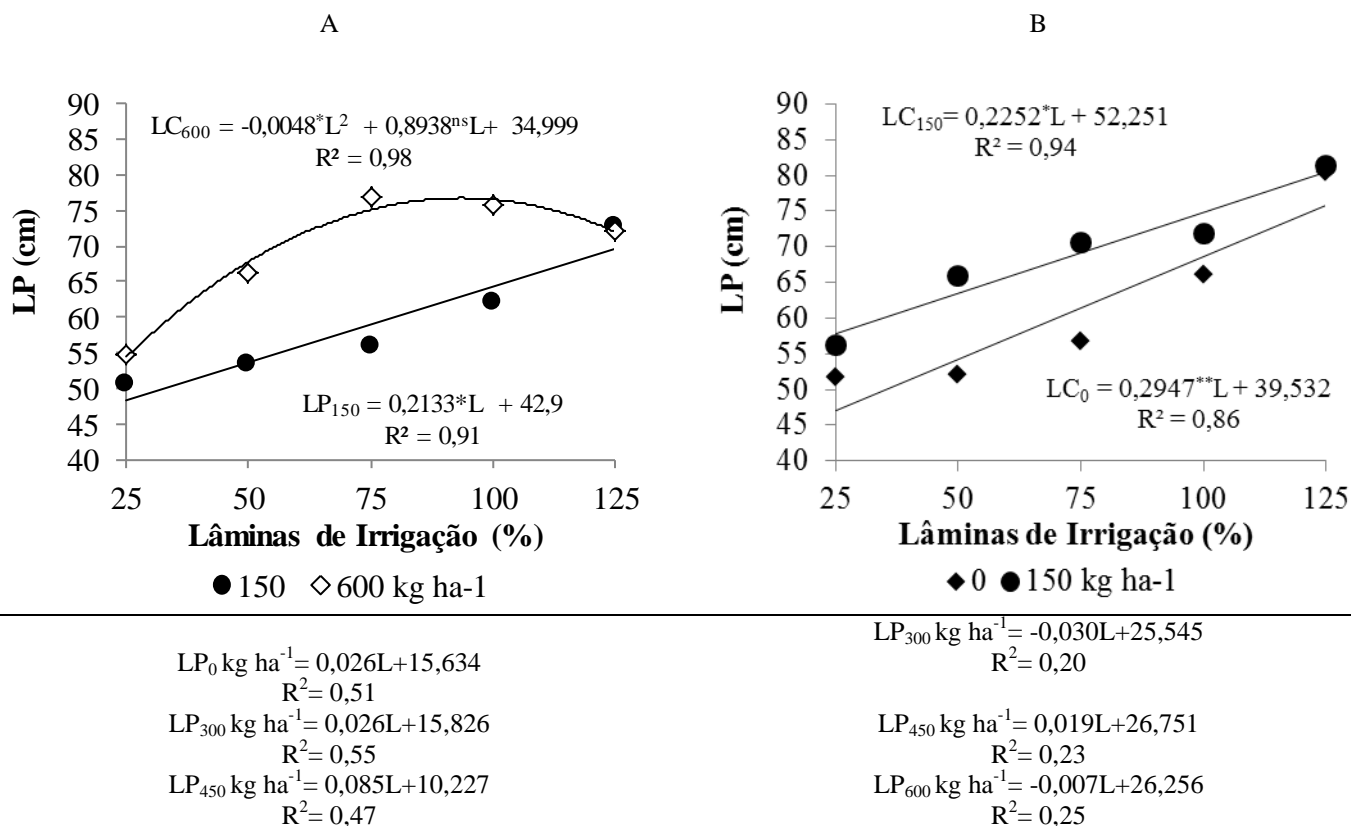 A
90
85
80
75
70
65
60
55
50
45
40
LP (cm)
LC600 = -0,0048*L² + 0,8938nsL+ 34,999
R² = 0,98
LP150 = 0,2133*L + 42,9
R² = 0,91
25 50 75 100 125
Lâminas de Irrigação (%)
150 600 kg ha-1
B
90
85
80
75
70
65
60
55
50
45
40
LP (cm)
LC150= 0,2252*L + 52,251
R² = 0,94
LC0 = 0,2947**L + 39,532
R² = 0,86
25 50 75 100 125
Lâminas de Irrigação (%)
0 150 kg ha-1
LP0 kg ha-1= 0,026L+15,634
R2= 0,51
LP300 kg ha-1= 0,026L+15,826
R2= 0,55
LP450 kg ha-1= 0,085L+10,227
R2= 0,47
LP300 kg ha-1= -0,030L+25,545
R2= 0,20
LP450 kg ha-1= 0,019L+26,751
R2= 0,23
LP600 kg ha-1= -0,007L+26,256
R2= 0,25